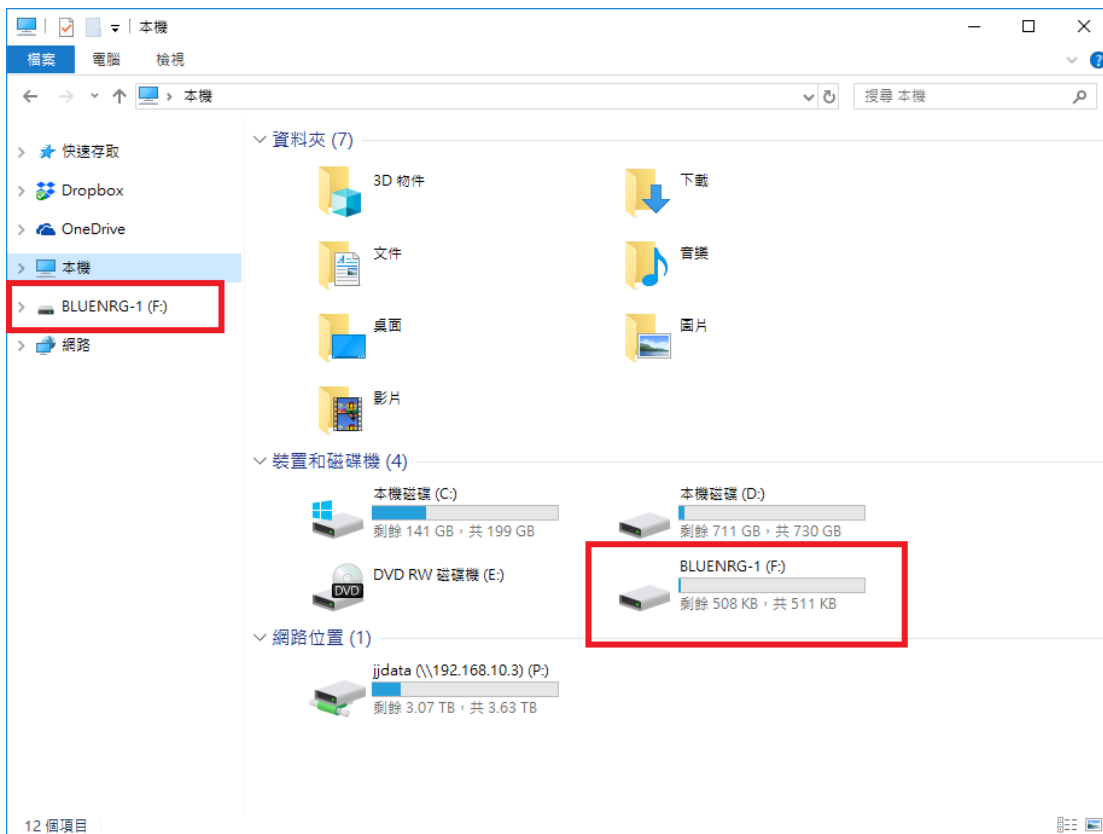 本機
檔案 電腦 檢視
本機
搜尋 本機
快速存取
Dropbox
OneDrive
本機
BLUENRG-1 (F:)
網路
資料夾 (7)
3D 物件
下載
文件
音樂
桌面
圖片
影片
裝置和磁碟機 (4)
本機磁碟 (C:)
剩餘 141 GB，共 199 GB
本機磁碟 (D:)
剩餘 711 GB，共 730 GB
DVD RW 磁碟機 (E:)
DVD
BLUENRG-1 (F:)
剩餘 508 KB，共 511 KB
網路位置 (1)
jjdata (\\192.168.10.3) (P:)
剩餘 3.07 TB，共 3.63 TB
12 個項目